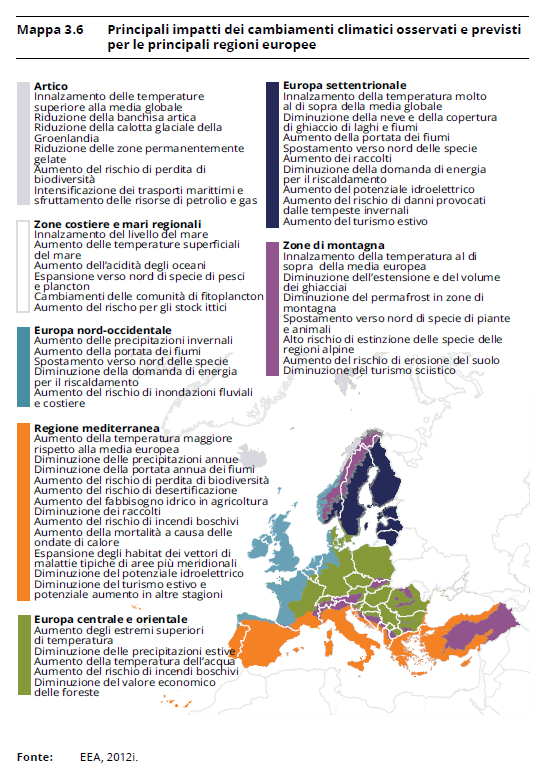 Mappa 3.6 Principali impatti dei cambiamenti climatici osservati e previsti
per le principali regioni europee
Artico
Innalzamento delle temperature
superiore alla media globale
Riduzione della banchisa artica
Riduzione della calotta glaciale della
Groenlandia
Riduzione delle zone permanentemente
gelate
Aumento del rischio di perdita di
biodiversità
Intensificazione dei trasporti marittimi e
sfruttamento delle risorse di petrolio e gas
Zone costiere e mari regionali
Innalzamento del livello del mare
Aumento delle temperature superficiali
del mare
Aumento dell'acidità degli oceani
Espansione verso nord di specie di pesci
e plancton
Cambiamenti delle comunità di fitoplancton
Aumento del rischo per gli stock ittici
Europa nord-occidentale
Aumento delle precipitazioni invernali
Aumento della portata dei fiumi
Spostamento verso nord delle specie
Diminuzione della domanda di energia
per il riscaldamento
Aumento del rischio di inondazioni fluviali
e costiere
Regione mediterranea
Aumento della temperatura maggiore
rispetto alla media europea
Diminuzione delle precipitazioni annue
Diminuzione della portata annua dei fiumi
Aumento del rischio di perdita di biodiversità
Aumento del rischio di desertificazione
Aumento del fabbisogno idrico in agricoltura
Diminuzione dei raccolti
Aumento del rischio di incendi boschivi
Aumento della mortalità a causa delle
ondate di calore
Espansione degli habitat dei vettori di
malattie tipiche di aree più meridionali
Diminuzione del potenziale idroelettrico
Diminuzione del turismo estivo e
potenziale aumento in altre stagioni
Europa centrale e orientale
Aumento degli estremi superiori
di temperatura
Diminuzione delle precipitazioni estive
Aumento della temperatura dell'acqua
Aumento del rischio di incendi boschivi
Diminuzione del valore economico
delle foreste
Europa settentrionale
Innalzamento della temperatura molto
al di sopra della media globale
Diminuzione della neve e della copertura
di ghiaccio di laghi e fiumi
Aumento della portata dei fiumi
Spostamento verso nord delle specie
Aumento dei raccolti
Diminuzione della domanda di energia
per il riscaldamento
Aumento del potenziale idroelettrico
Aumento del rischio di danni provocati
dalle tempeste invernali
Aumento del turismo estivo
Zone di montagna
Innalzamento della temperatura al di
sopra della media europea
Diminuzione dell'estensione e del volume
dei ghiacciai
Diminuzione del permafrost in zone di
montagna
Spostamento verso nord di specie di piante
e animali
Alto rischio di estinzione delle specie delle
regioni alpine
Aumento del rischio di erosione del suolo
Diminuzione del turismo sciistico
Fonte: EEA, 2012i.